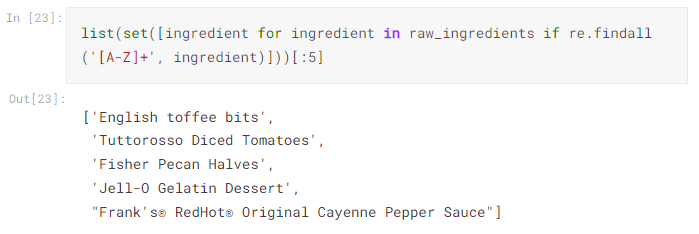 In [23]:
list(set([ingredient for ingredient in raw_ingredients if re.findall
('[A-Z]+', ingredient)]))[:5]
Out[23]:
['English toffee bits',
'Tuttorosso Diced Tomatoes',
'Fisher Pecan Halves',
'Jell-O Gelatin Dessert',
"Frank's® RedHot® Original Cayenne Pepper Sauce"]